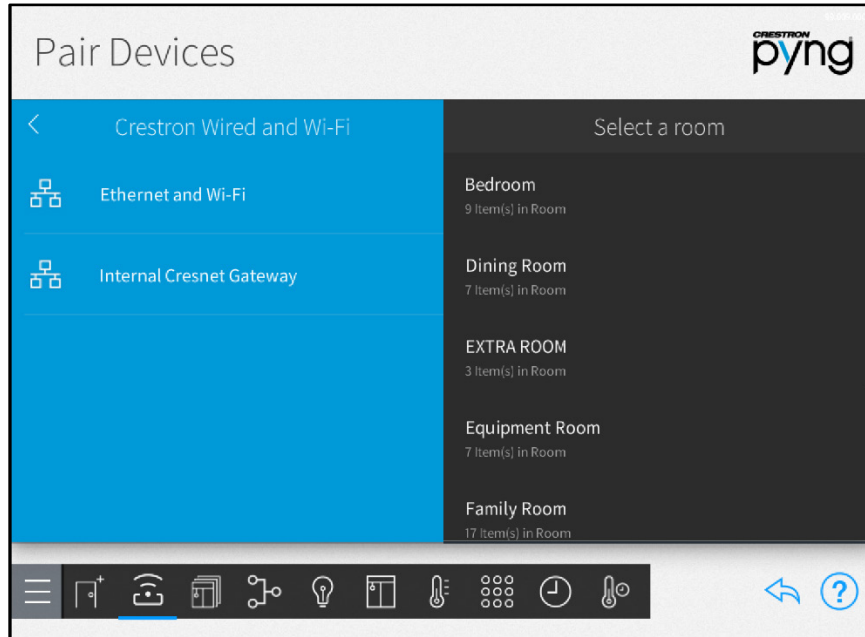 Pair Devices
CRESTRON
pyng
Crestron Wired and Wi-Fi
Ethernet and Wi-Fi
Internal Cresnet Gateway
Select a room
Bedroom
9 Item(s) in Room
Dining Room
7 Item(s) in Room
EXTRA ROOM
3 Item(s) in Room
Equipment Room
7 Item(s) in Room
Family Room
17 Item(s) in Room
?